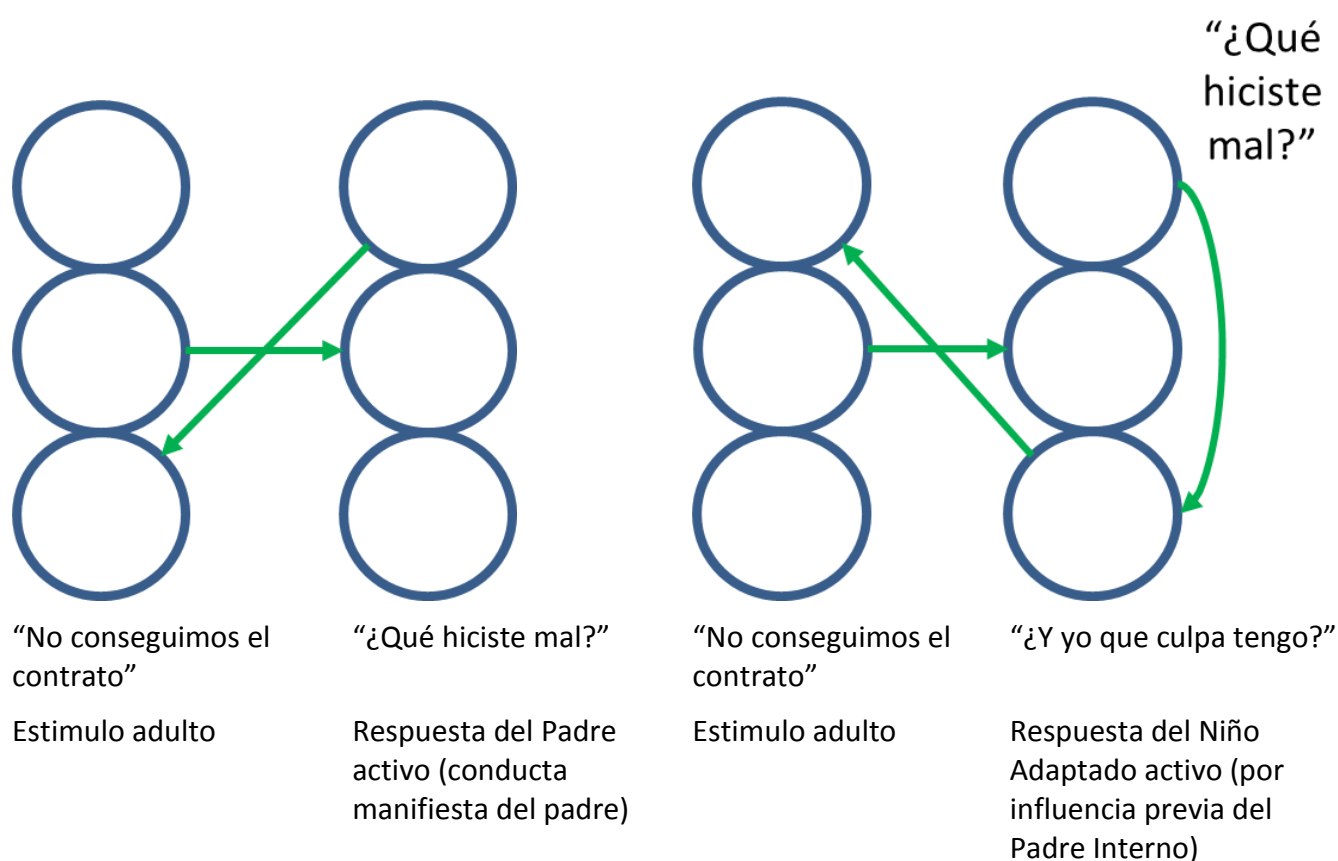 “¿Qué
hiciste
mal?”
“No conseguimos el
contrato”
“¿Qué hiciste mal?”
“No conseguimos el
contrato”
“¿Y yo que culpa tengo?”
Estimulo adulto
Respuesta del Padre
activo (conducta
manifiesta del padre)
Estimulo adulto
Respuesta del Niño
Adaptado activo (por
influencia previa del
Padre Interno)